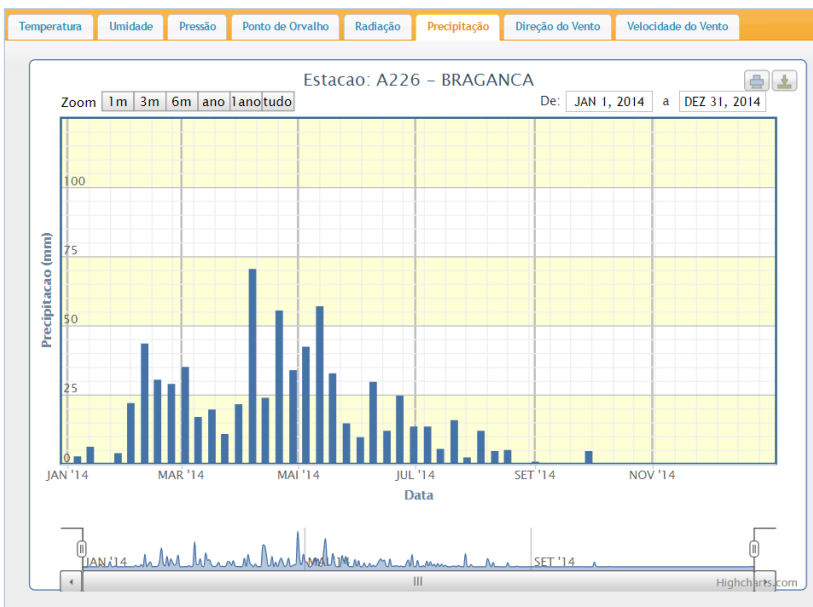 Temperatura Umidade Pressão Ponto de Orvalho Radiação Precipitação Direção do Vento Velocidade do Vento
Estacao: A226 – BRAGANCA
Zoom 1m 3m 6m ano 1ano tudo De: JAN 1, 2014 a DEZ 31, 2014
100
75
50
25
0
Precipitacao (mm)
JAN '14 MAR '14 MAI '14 JUL '14 SET '14 NOV '14
Data
JAN '14 MAI '14 SET '14
Highcharts.com